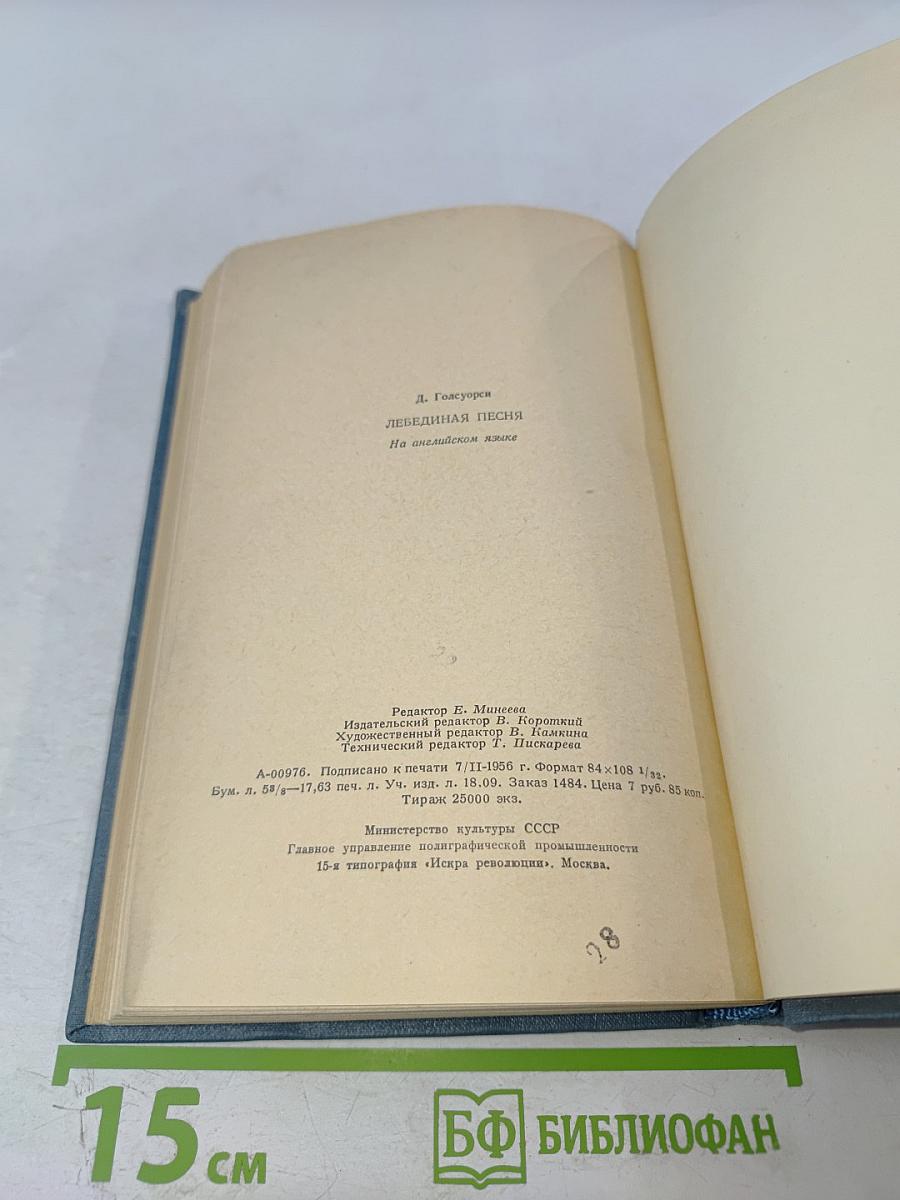 Д. Голсуорси
ЛЕБЕДИНАЯ ПЕСНЯ
На английском языке
Редактор Е. Минеева
Издательский редактор В. Короткий
Художественный редактор В. Камкина
Технический редактор Т. Пискарева
А-00976. Подписано к печати 7/II-1956 г. Формат 84×108 1/32.
Бум. л. 5⅜—17,63 печ. л. Уч. изд. л. 18.09. Заказ 1484. Цена 7 руб. 85 коп.
Тираж 25000 экз.
Министерство культуры СССР
Главное управление полиграфической промышленности
15-я типография «Искра революции». Москва.
28
15 см
БФ БИБЛИОФАН